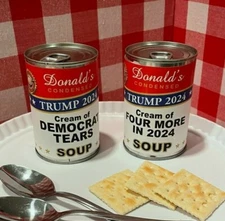 Donald's
CONDENSED
TRUMP 2024
Cream of
DEMOCRAT
TEARS
SOUP
Donald's
CONDENSED
TRUMP 2024
Cream of
FOUR MORE
IN 2024
SOUP